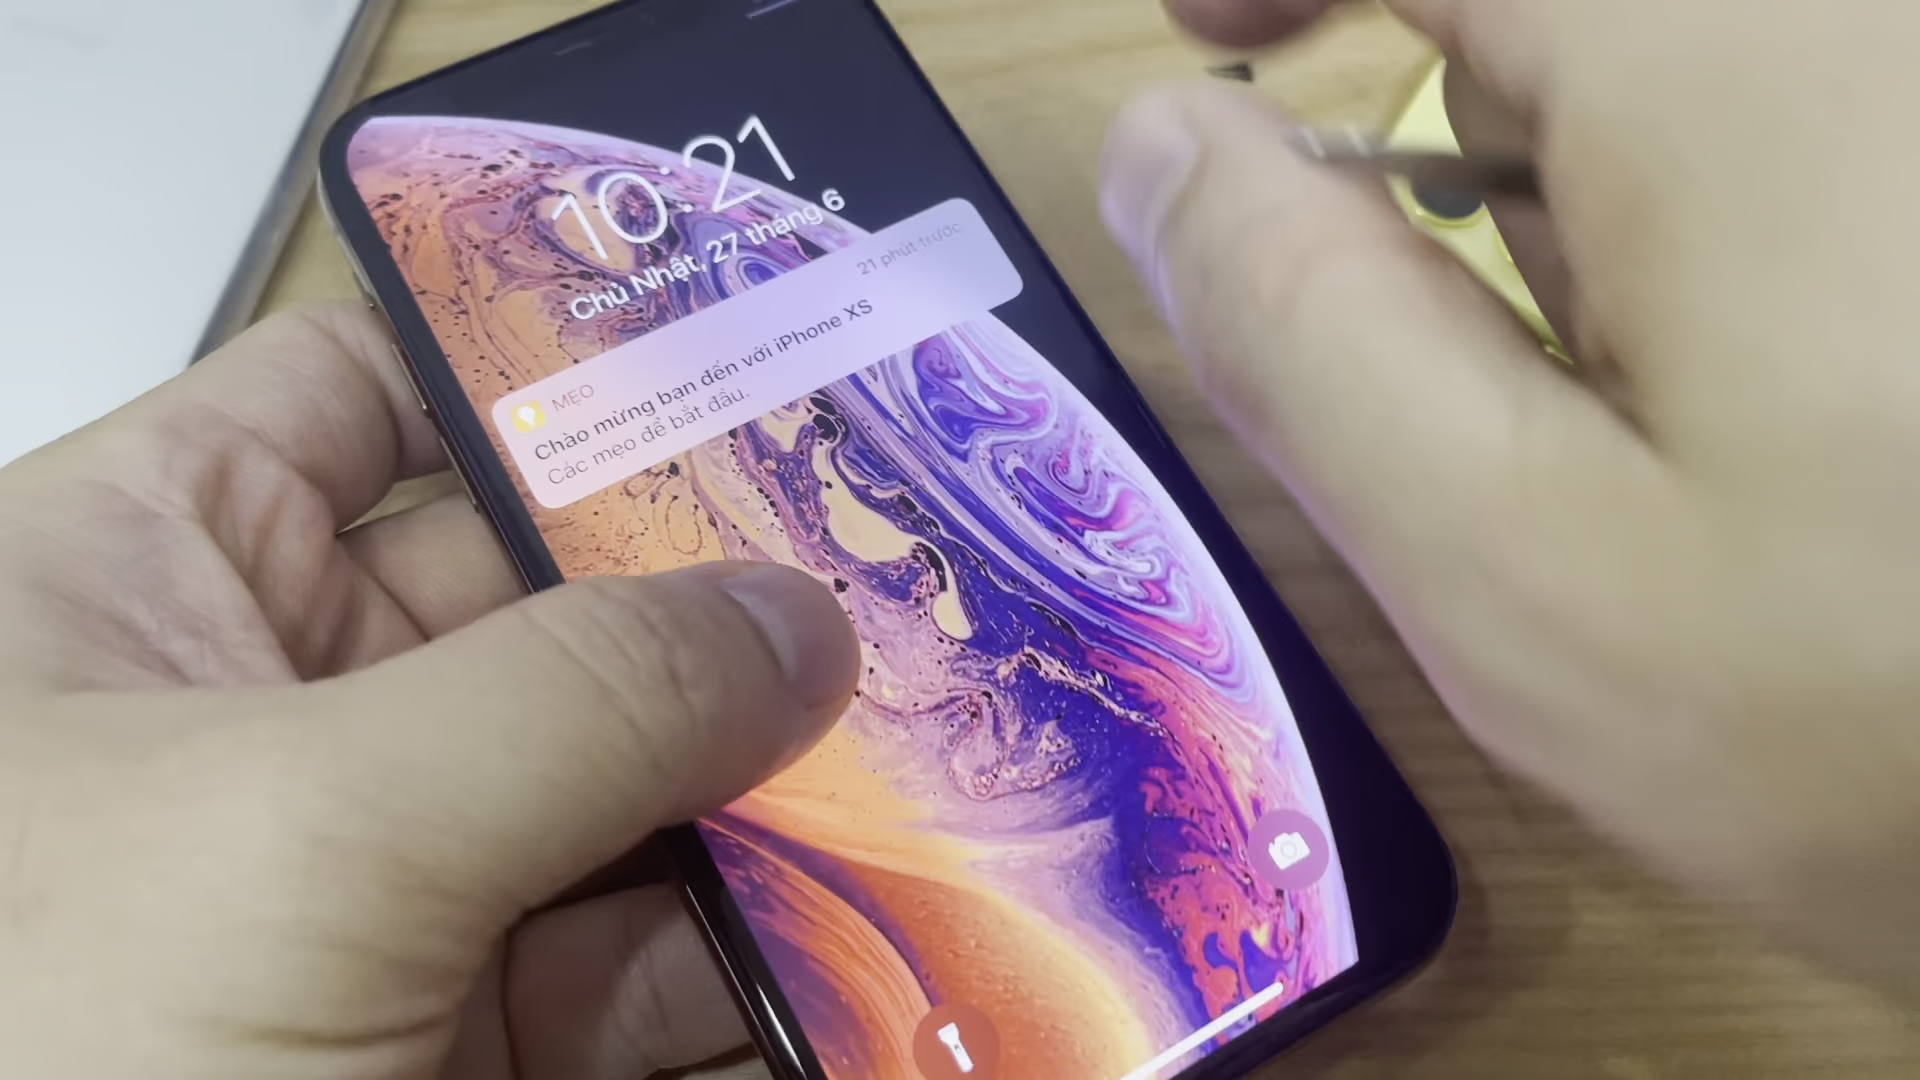 10:21
Chủ Nhật, 27 tháng 6
MẸO
21 phút trước
Chào mừng bạn đến với iPhone XS
Các mẹo để bắt đầu.